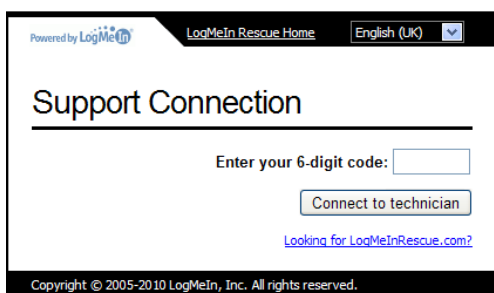 Powered by LogMeIn LogMeIn Rescue Home English (UK)
Support Connection
Enter your 6-digit code:
Connect to technician
Looking for LogMeInRescue.com?
Copyright © 2005-2010 LogMeIn, Inc. All rights reserved.